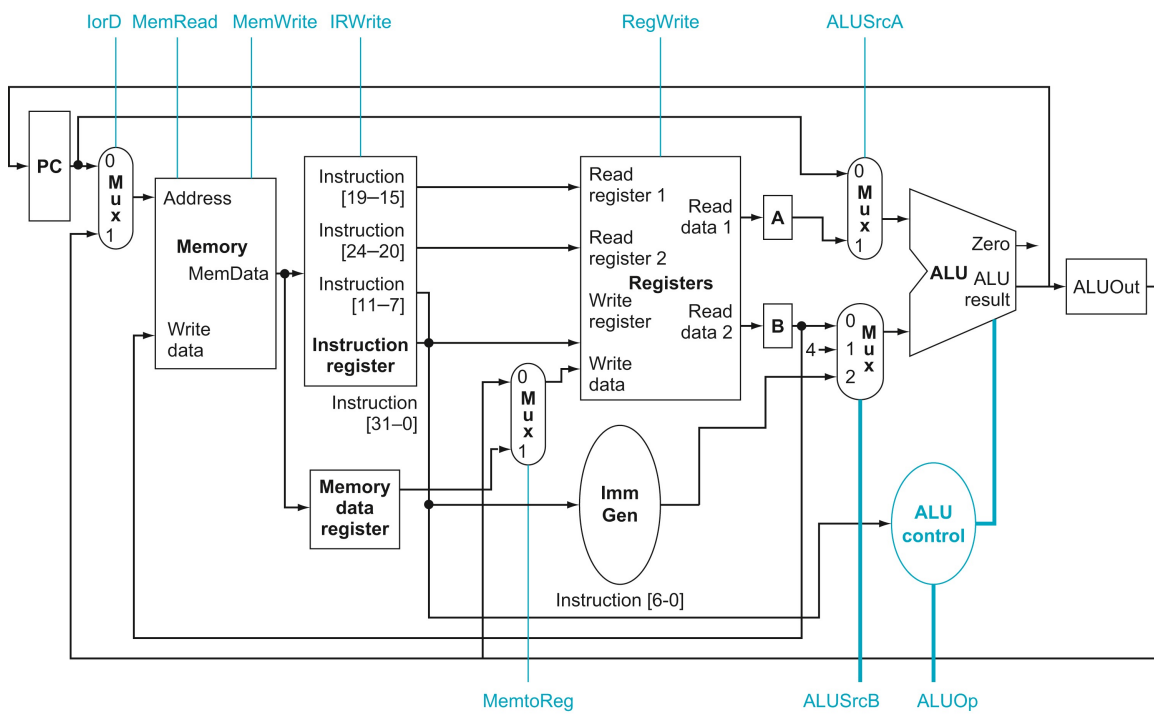 IorD
MemRead
MemWrite
IRWrite
RegWrite
ALUSrcA
PC
0
M
u
x
1
Address
Memory
MemData
Write
data
Instruction
[19–15]
Instruction
[24–20]
Instruction
[11–7]
Instruction
register
Instruction
[31–0]
Memory
data
register
0
M
u
x
1
Read
register 1
Read
register 2
Registers
Write
register
Write
data
Read
data 1
Read
data 2
A
B
Imm
Gen
Instruction [6-0]
0
M
u
x
1
0
4
1
2
M
u
x
Zero
ALU
ALU
result
ALUOut
ALU
control
MemtoReg
ALUSrcB
ALUOp